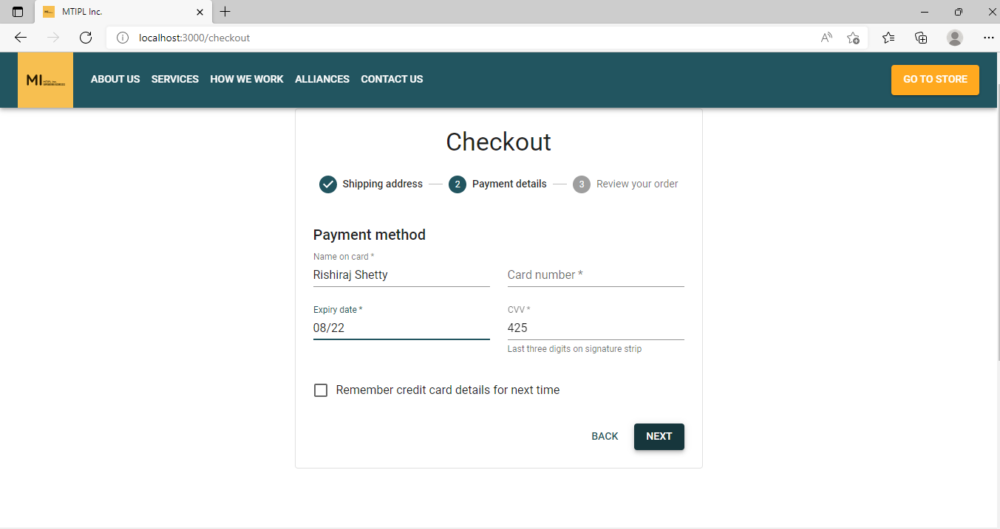 MTIPL Inc.
localhost:3000/checkout
MI MTIPL Inc.
ABOUT US SERVICES HOW WE WORK ALLIANCES CONTACT US GO TO STORE
Checkout
Shipping address 2 Payment details 3 Review your order
Payment method
Name on card *
Rishiraj Shetty Card number *
Expiry date * CVV *
08/22 425
Last three digits on signature strip
Remember credit card details for next time
BACK NEXT